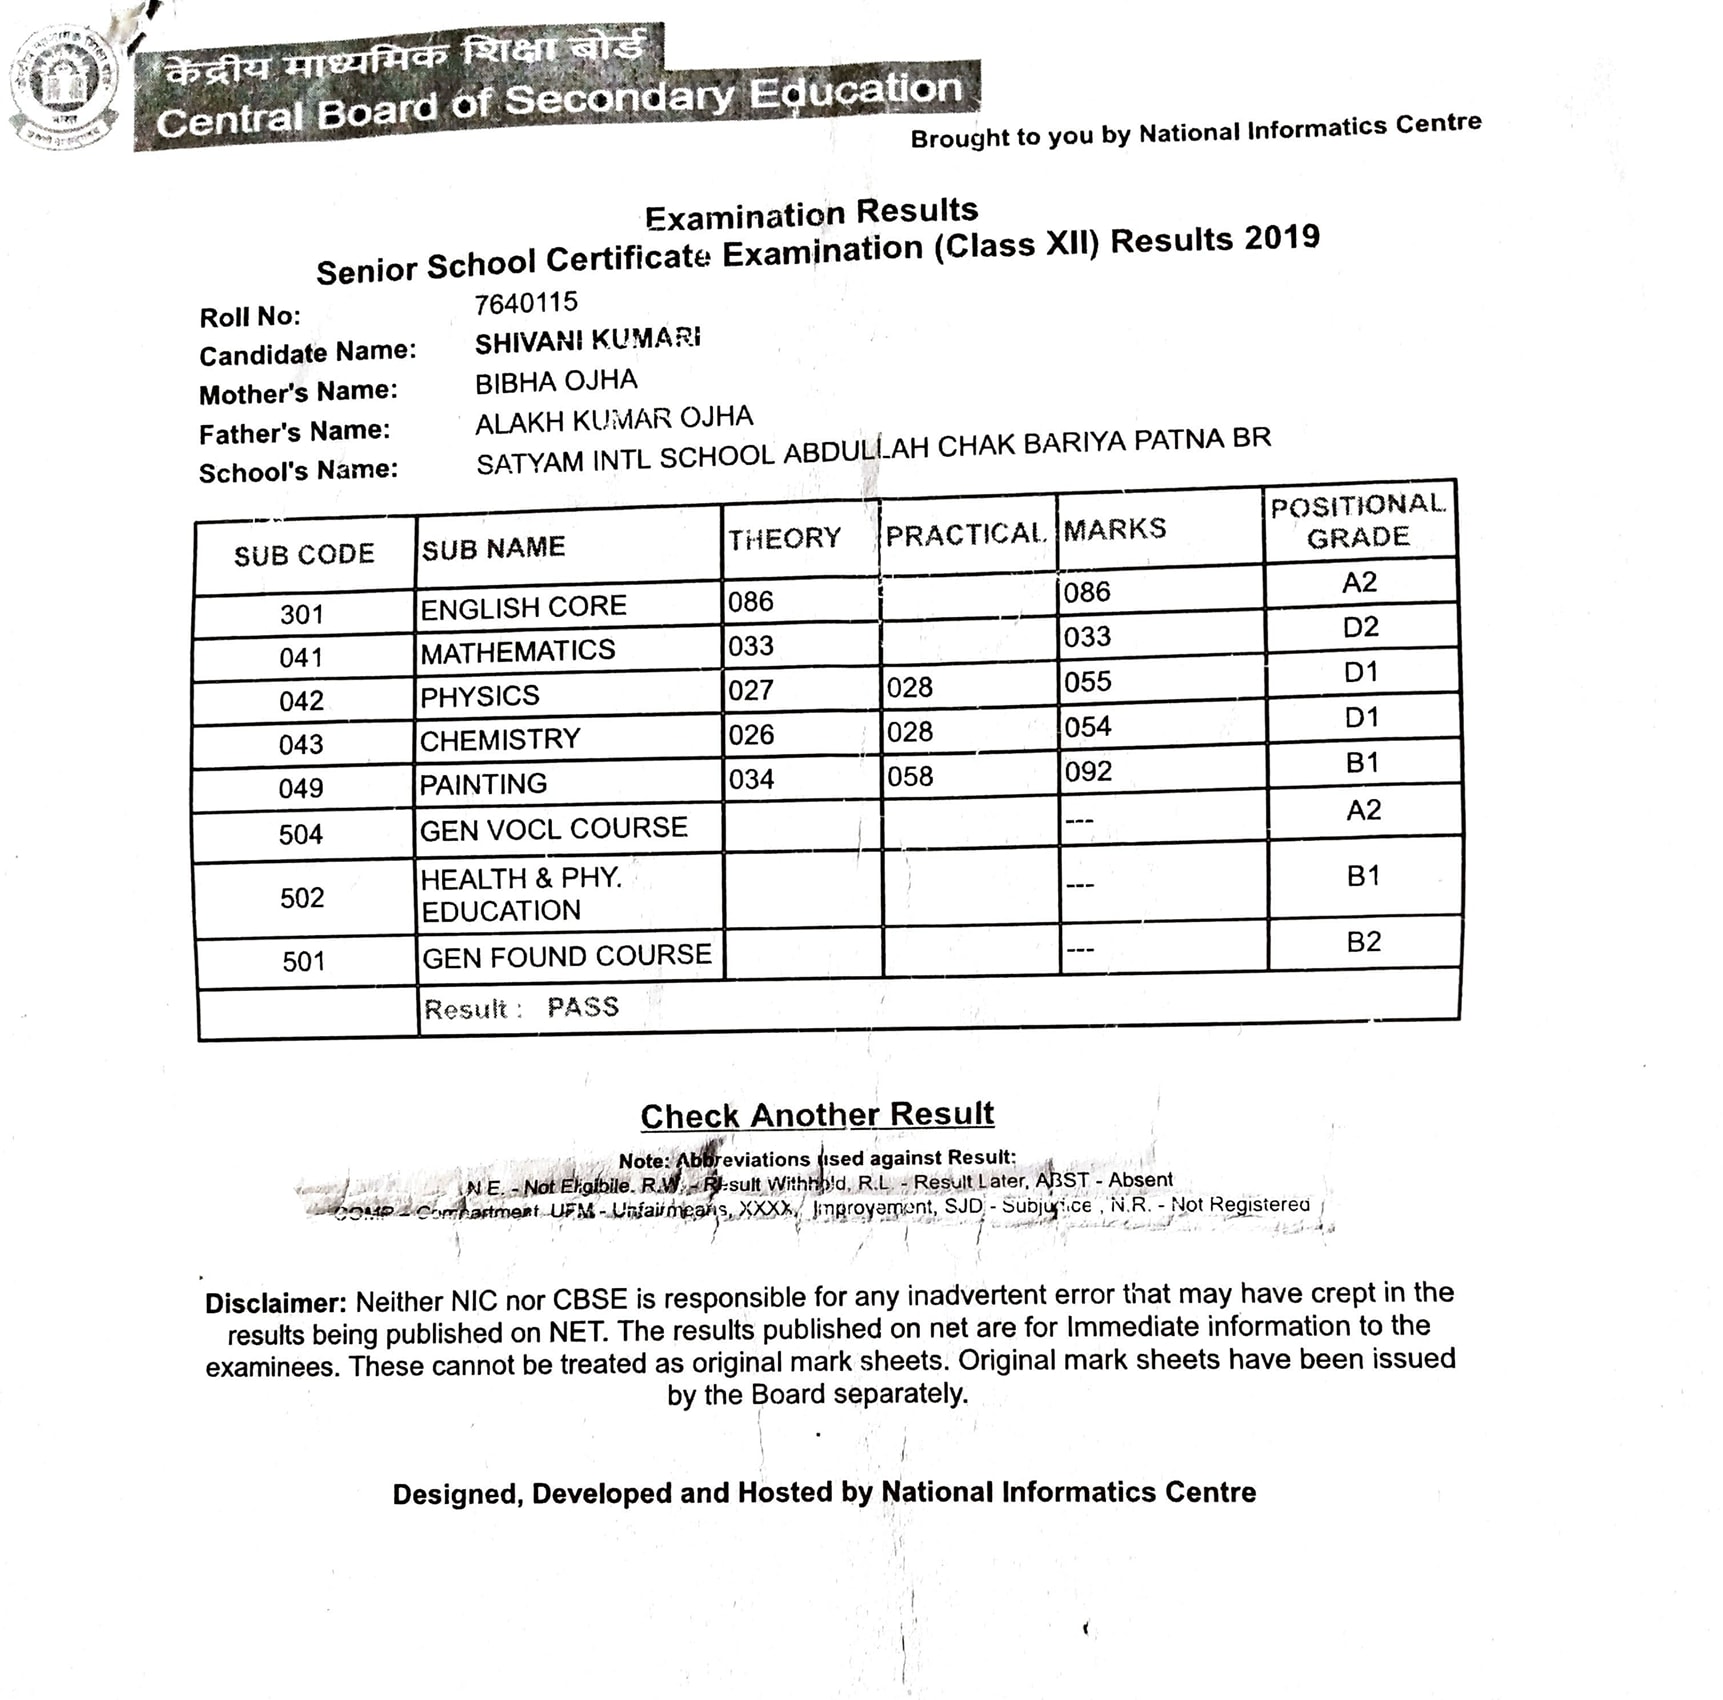 केंद्रीय माध्यमिक शिक्षा बोर्ड
Central Board of Secondary Education
भारत
Brought to you by National Informatics Centre
Examination Results
Senior School Certificate Examination (Class XII) Results 2019
Roll No: 7640115
Candidate Name: SHIVANI KUMARI
Mother's Name: BIBHA OJHA
Father's Name: ALAKH KUMAR OJHA
School's Name: SATYAM INTL SCHOOL ABDULLAH CHAK BARIYA PATNA BR
SUB CODE SUB NAME THEORY PRACTICAL MARKS POSITIONAL GRADE
301 ENGLISH CORE 086 086 A2
041 MATHEMATICS 033 033 D2
042 PHYSICS 027 028 055 D1
043 CHEMISTRY 026 028 054 D1
049 PAINTING 034 058 092 B1
504 GEN VOCL COURSE --- A2
502 HEALTH & PHY. EDUCATION --- B1
501 GEN FOUND COURSE --- B2
Result : PASS
Check Another Result
Note: Abbreviations used against Result:
N.E. - Not Eligibile, R.W. - Result Withhold, R.L - Result Later, ABST - Absent
COMP - Compartment UFM - Unfairmeans, XXXX, Improvement, SJD - Subjudice , N.R. - Not Registered
Disclaimer: Neither NIC nor CBSE is responsible for any inadvertent error that may have crept in the
results being published on NET. The results published on net are for Immediate information to the
examinees. These cannot be treated as original mark sheets. Original mark sheets have been issued
by the Board separately.
Designed, Developed and Hosted by National Informatics Centre